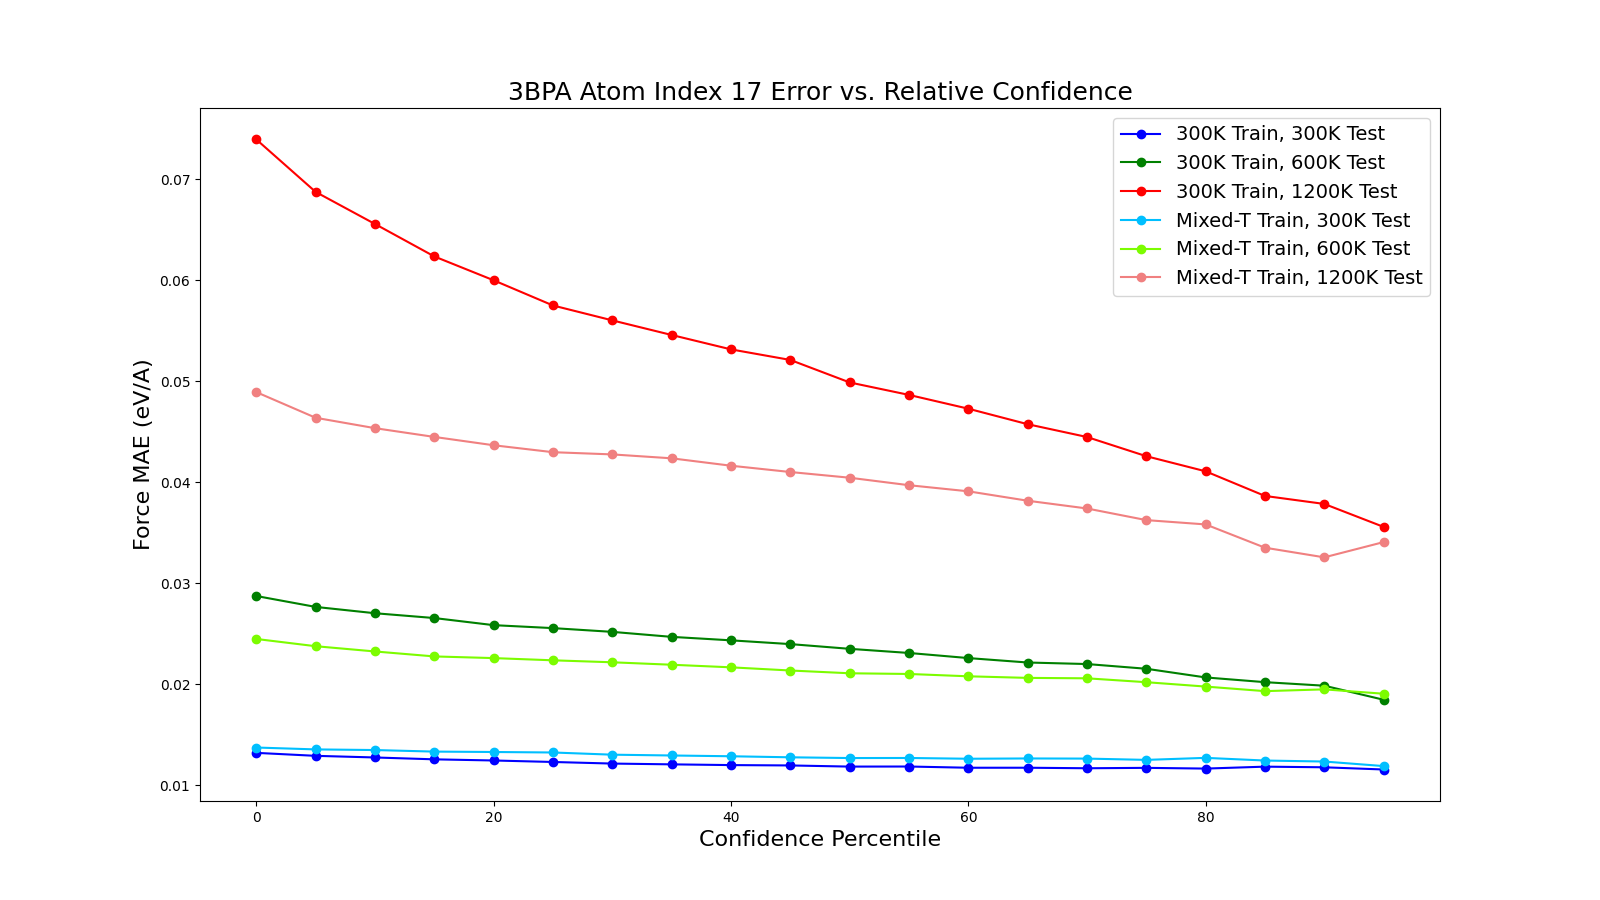 3BPA Atom Index 17 Error vs. Relative Confidence
300K Train, 300K Test
300K Train, 600K Test
300K Train, 1200K Test
Mixed-T Train, 300K Test
Mixed-T Train, 600K Test
Mixed-T Train, 1200K Test
Force MAE (eV/A)
0.07
0.06
0.05
0.04
0.03
0.02
0.01
0 20 40 60 80
Confidence Percentile